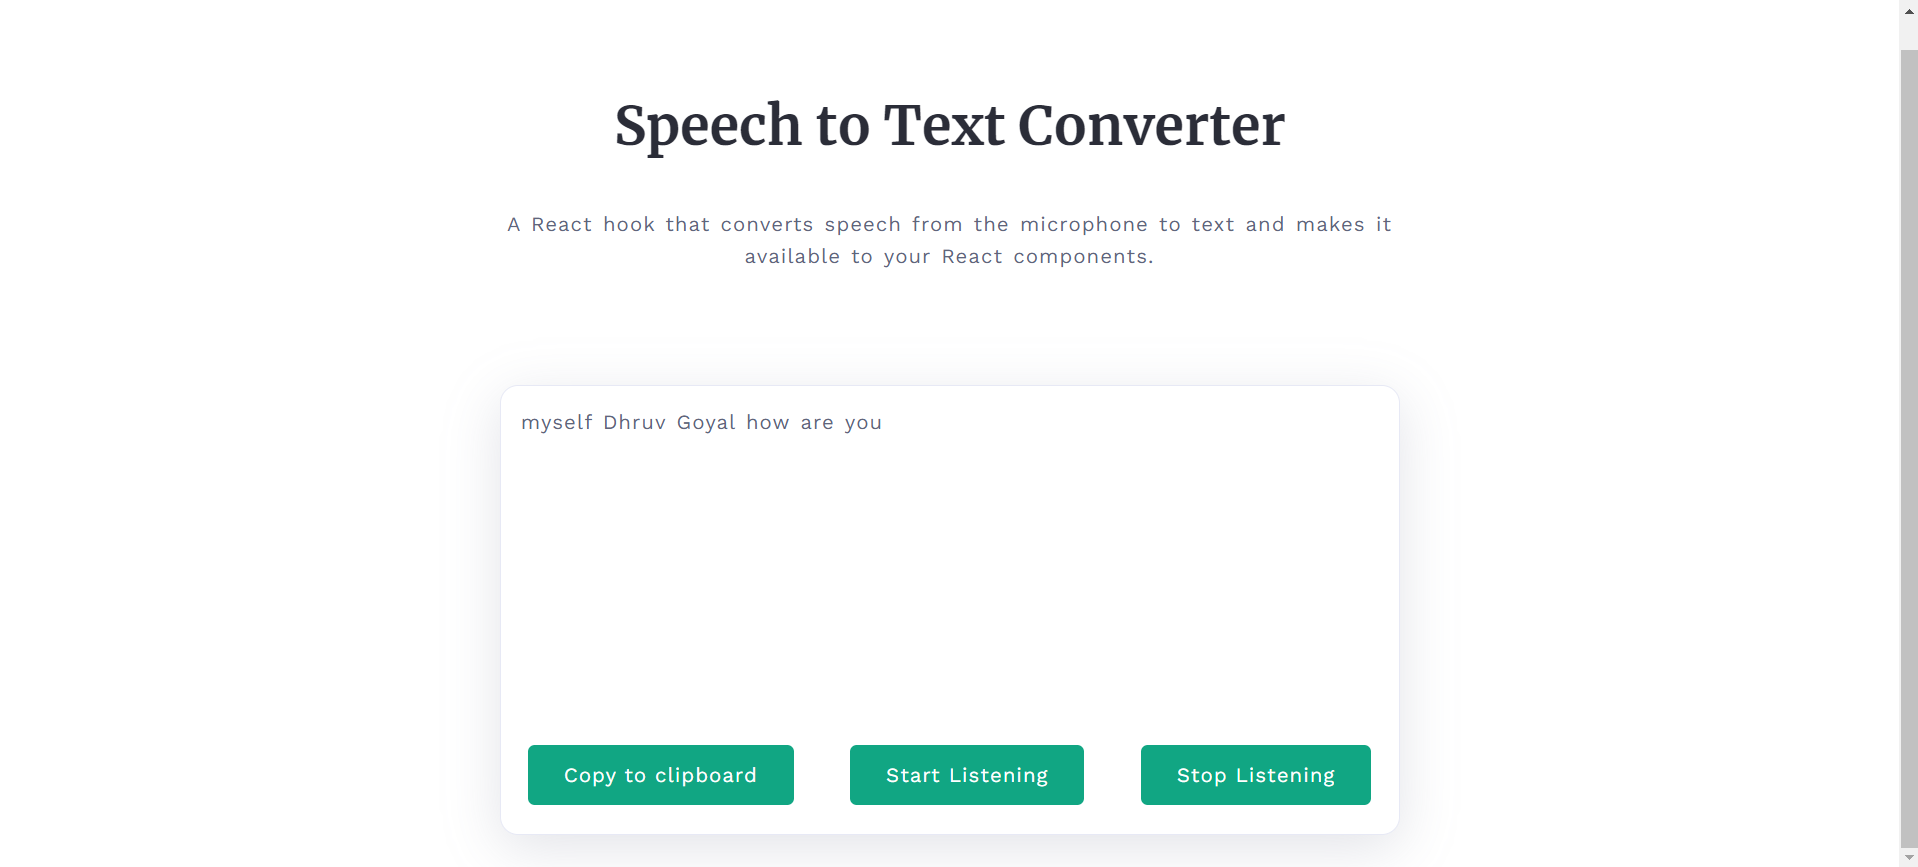 Speech to Text Converter
A React hook that converts speech from the microphone to text and makes it
available to your React components.
myself Dhruv Goyal how are you
Copy to clipboard
Start Listening
Stop Listening